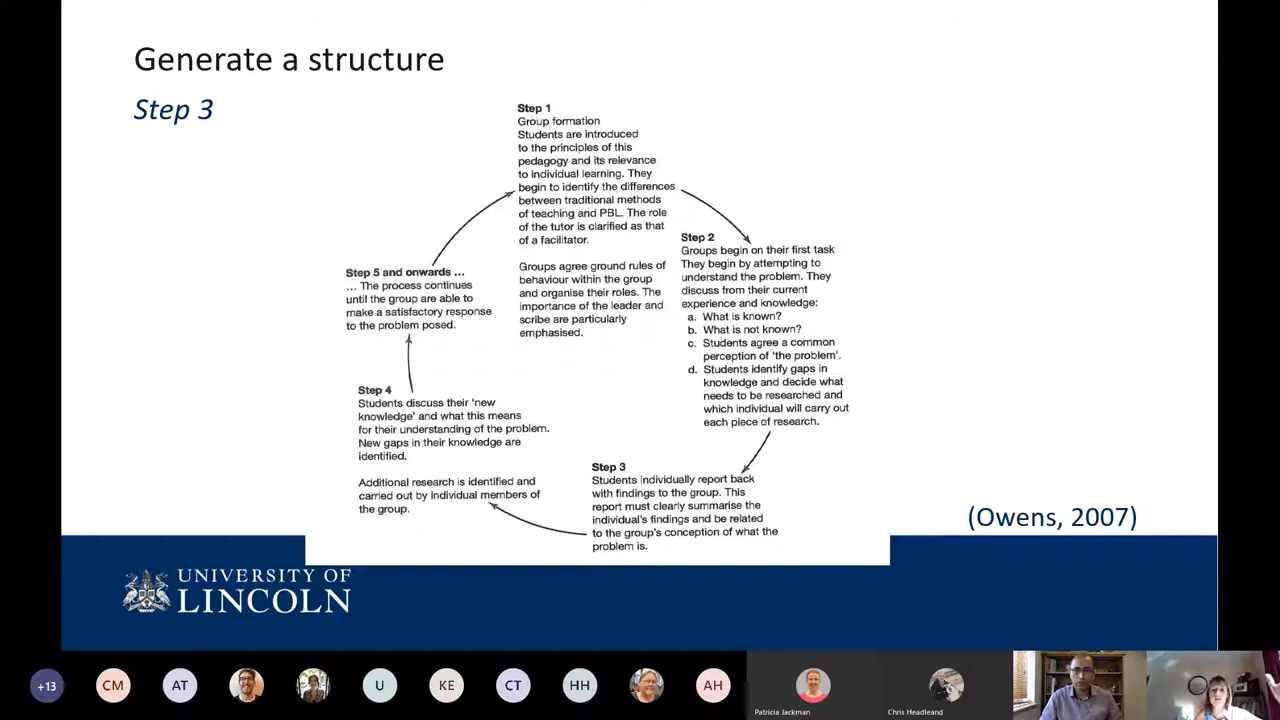 Generate a structure
Step 3
Step 1
Group formation
Students are introduced
to the principles of this
pedagogy and its relevance
to individual learning. They
begin to identify the differences
between traditional methods
of teaching and PBL. The role
of the tutor is clarified as that
of a facilitator.
Groups agree ground rules of
behaviour within the group
and organise their roles. The
importance of the leader and
scribe are particularly
emphasised.
Step 2
Groups begin on their first task
They begin by attempting to
understand the problem. They
discuss from their current
experience and knowledge:
a. What is known?
b. What is not known?
c. Students agree a common
perception of ‘the problem’.
d. Students identify gaps in
knowledge and decide what
needs to be researched and
which individual will carry out
each piece of research.
Step 3
Students individually report back
with findings to the group. This
report must clearly summarise the
individual’s findings and be related
to the group’s conception of what the
problem is.
Step 4
Students discuss their ‘new
knowledge’ and what this means
for their understanding of the problem.
New gaps in their knowledge are
identified.
Additional research is identified and
carried out by individual members of
the group.
Step 5 and onwards ...
... The process continues
until the group are able to
make a satisfactory response
to the problem posed.
(Owens, 2007)
UNIVERSITY OF
LINCOLN
+13
CM
AT
U
KE
CT
HH
AH
Patricia Jackman
Chris Headleand